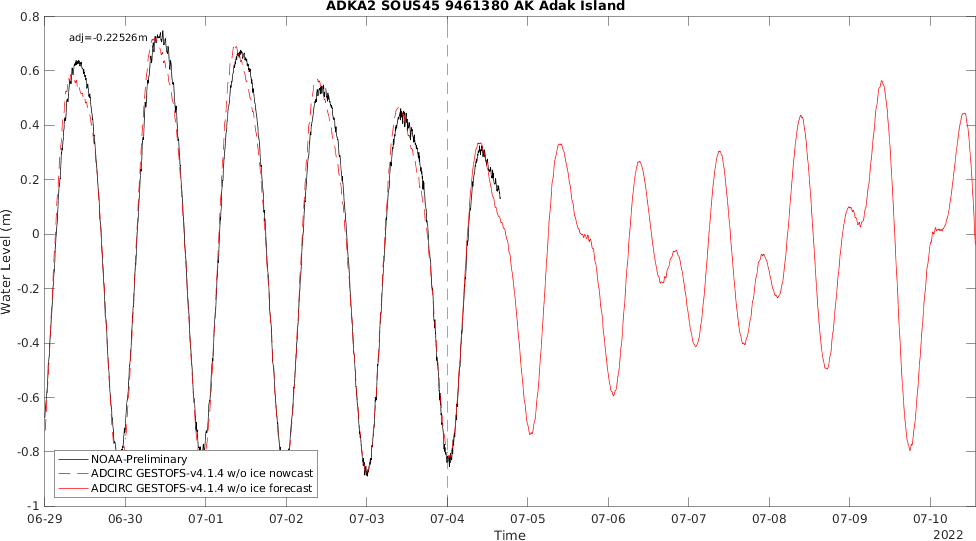 ADKA2 SOUS45 9461380 AK Adak Island
adj=-0.22526m
0.8
0.6
0.4
0.2
0
-0.2
-0.4
-0.6
-0.8
-1
Water Level (m)
NOAA-Preliminary
ADCIRC GESTOFS-v4.1.4 w/o ice nowcast
ADCIRC GESTOFS-v4.1.4 w/o ice forecast
06-29 06-30 07-01 07-02 07-03 07-04 07-05 07-06 07-07 07-08 07-09 07-10
Time
2022